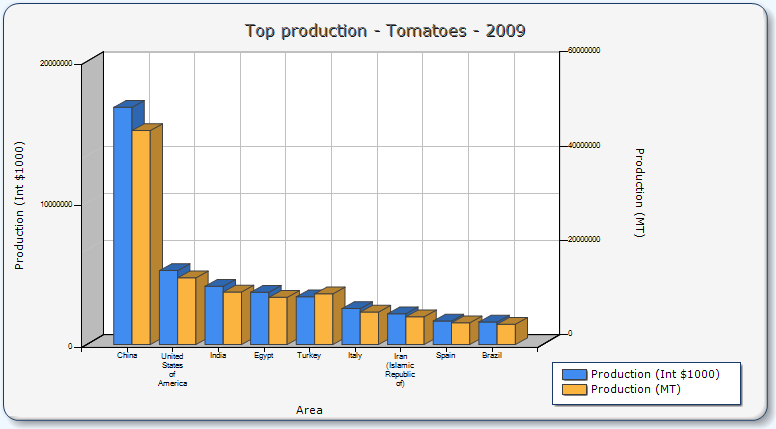 Top production - Tomatoes - 2009
20000000
10000000
0
Production (Int $1000)
60000000
40000000
20000000
0
Production (MT)
China
United
States
of
America
India
Egypt
Turkey
Italy
Iran
(Islamic
Republic
of)
Spain
Brazil
Area
Production (Int $1000)
Production (MT)